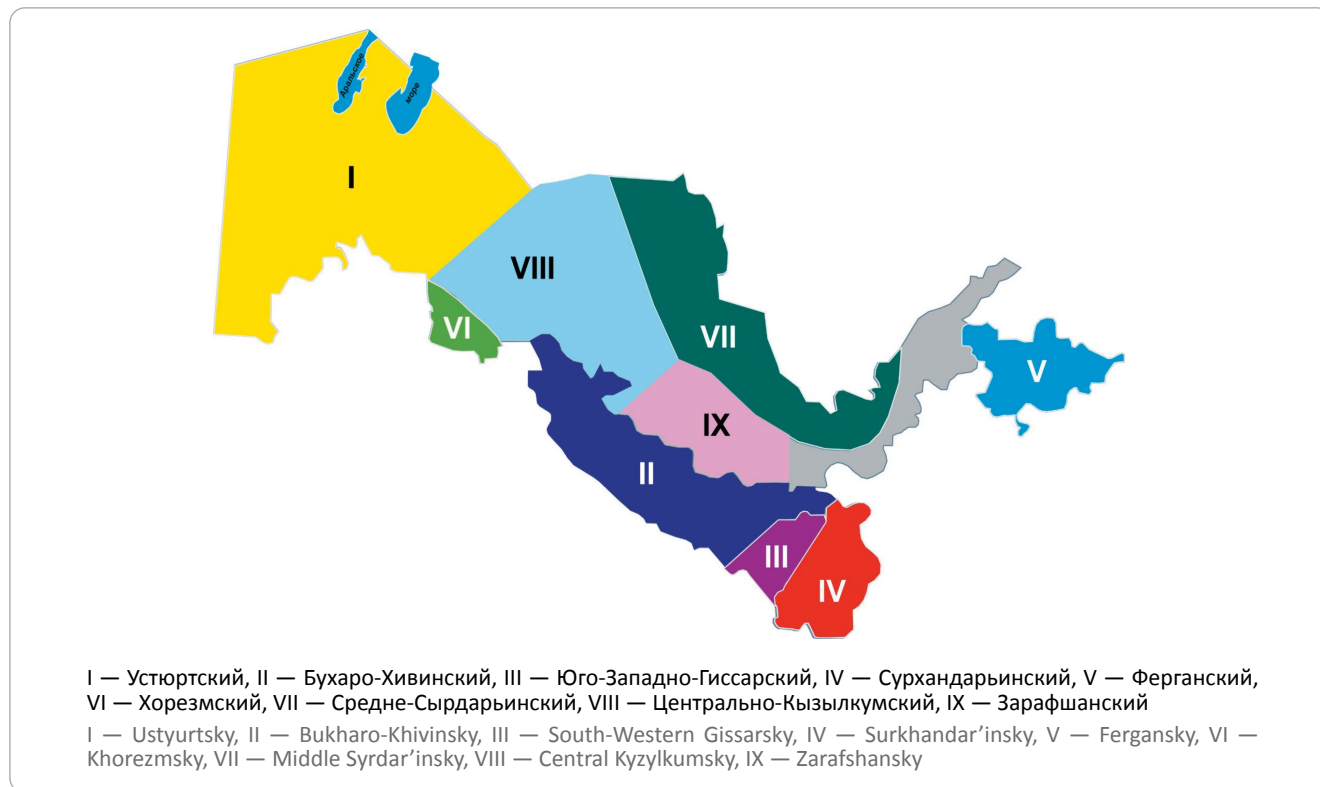 Аральское
море
I
VIII
VI
VII
V
IX
II
III
IV
I — Устюртский, II — Бухаро-Хивинский, III — Юго-Западно-Гиссарский, IV — Сурхандарьинский, V — Ферганский,
VI — Хорезмский, VII — Средне-Сырдарьинский, VIII — Центрально-Кызылкумский, IX — Зарафшанский
I — Ustyurtsky, II — Bukharo-Khivinsky, III — South-Western Gissarsky, IV — Surkhandar’insky, V — Fergansky, VI —
Khorezmsky, VII — Middle Syrdar’insky, VIII — Central Kyzylkumsky, IX — Zarafshansky